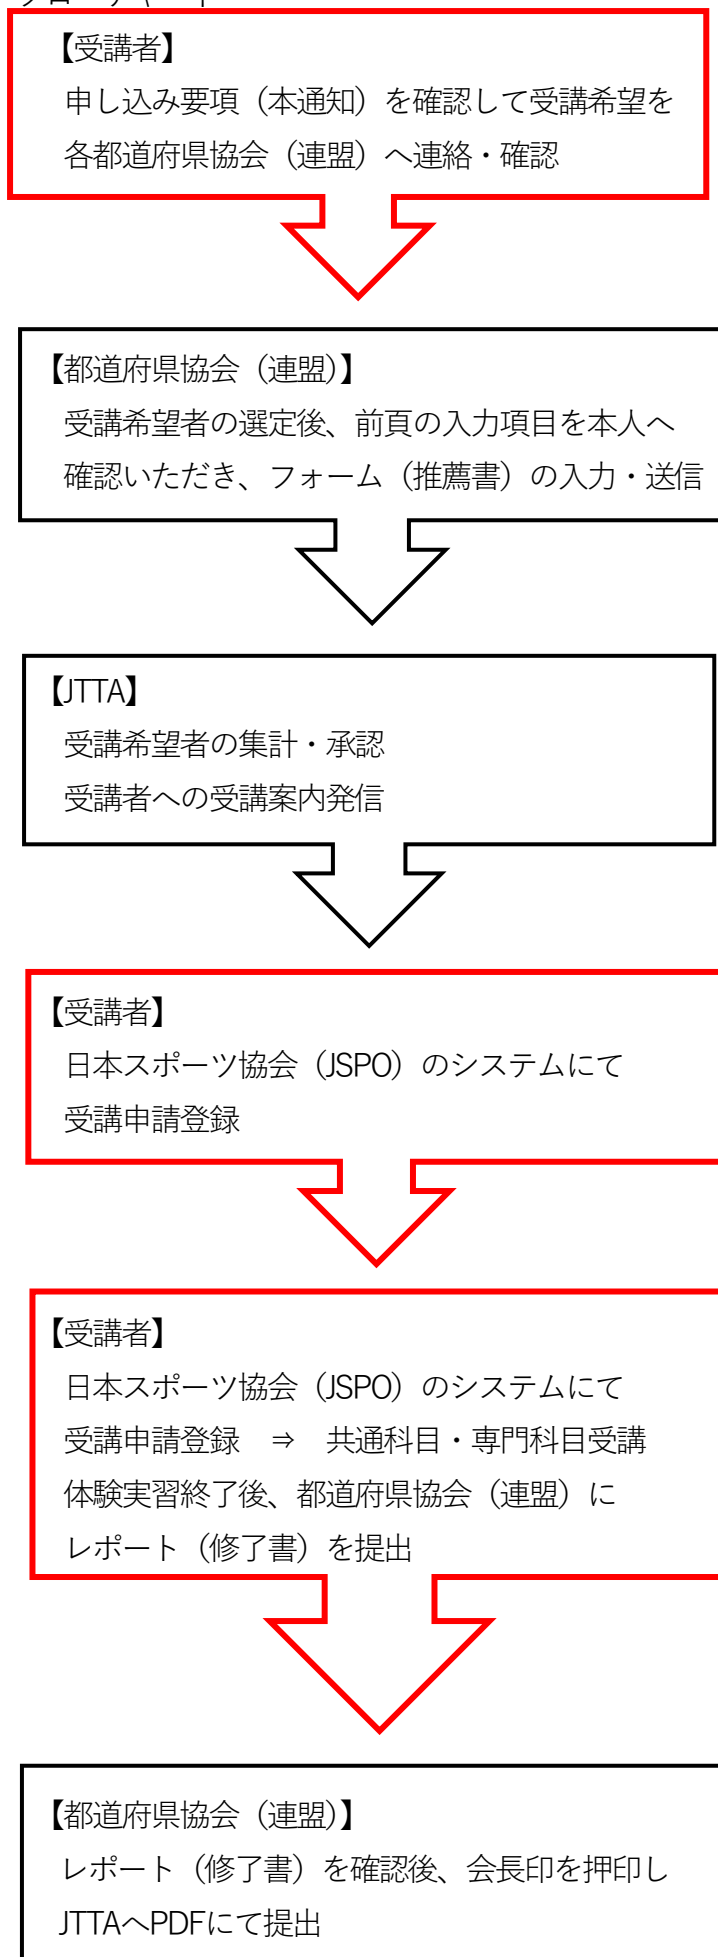 【受講者】
申し込み要項（本通知）を確認して受講希望を
各都道府県協会（連盟）へ連絡・確認
【都道府県協会（連盟）】
受講希望者の選定後、前頁の入力項目を本人へ
確認いただき、フォーム（推薦書）の入力・送信
【JTTA】
受講希望者の集計・承認
受講者への受講案内発信
【受講者】
日本スポーツ協会（JSPO）のシステムにて
受講申請登録
【受講者】
日本スポーツ協会（JSPO）のシステムにて
受講申請登録　⇒　共通科目・専門科目受講
体験実習終了後、都道府県協会（連盟）に
レポート（修了書）を提出
【都道府県協会（連盟）】
レポート（修了書）を確認後、会長印を押印し
JTTAへPDFにて提出